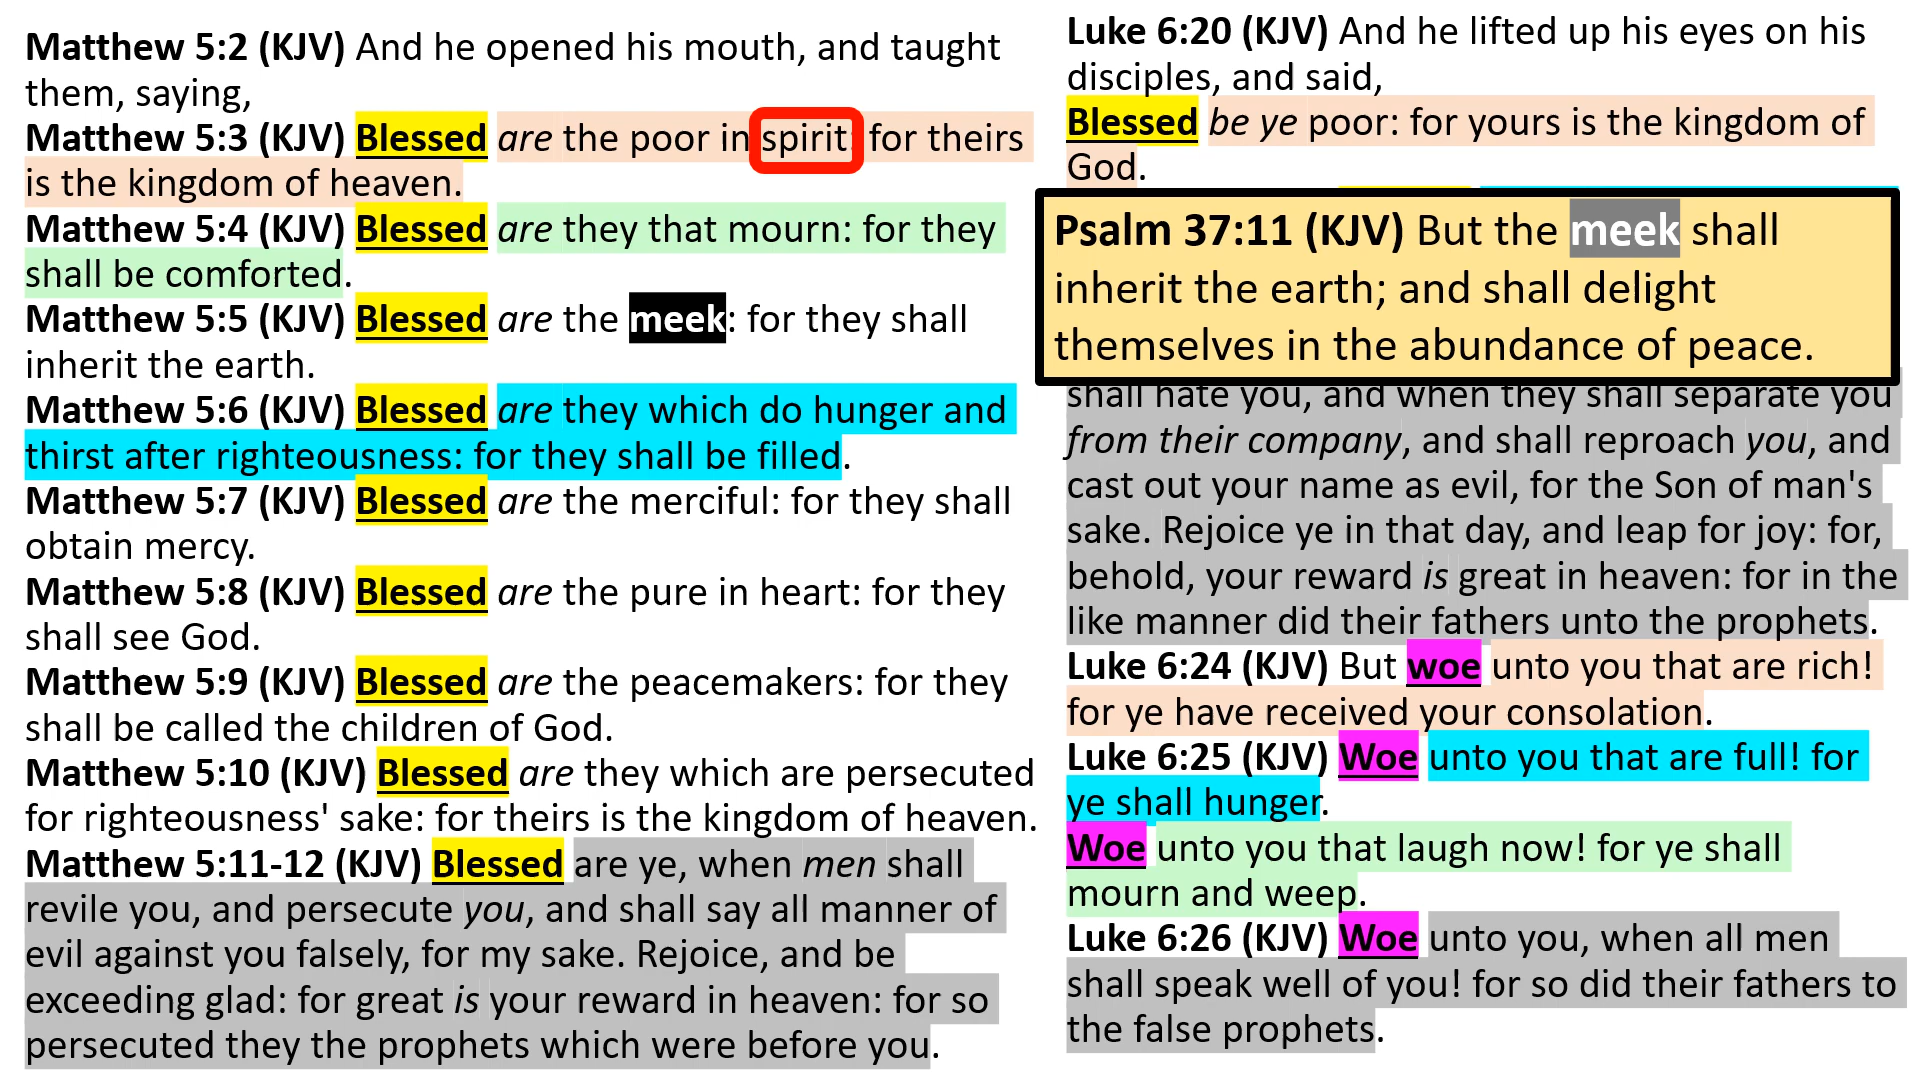 Matthew 5:2 (KJV) And he opened his mouth, and taught
them, saying,
Matthew 5:3 (KJV) Blessed are the poor in spirit: for theirs
is the kingdom of heaven.
Matthew 5:4 (KJV) Blessed are they that mourn: for they
shall be comforted.
Matthew 5:5 (KJV) Blessed are the meek: for they shall
inherit the earth.
Matthew 5:6 (KJV) Blessed are they which do hunger and
thirst after righteousness: for they shall be filled.
Matthew 5:7 (KJV) Blessed are the merciful: for they shall
obtain mercy.
Matthew 5:8 (KJV) Blessed are the pure in heart: for they
shall see God.
Matthew 5:9 (KJV) Blessed are the peacemakers: for they
shall be called the children of God.
Matthew 5:10 (KJV) Blessed are they which are persecuted
for righteousness' sake: for theirs is the kingdom of heaven.
Matthew 5:11-12 (KJV) Blessed are ye, when men shall
revile you, and persecute you, and shall say all manner of
evil against you falsely, for my sake. Rejoice, and be
exceeding glad: for great is your reward in heaven: for so
persecuted they the prophets which were before you.
Luke 6:20 (KJV) And he lifted up his eyes on his
disciples, and said,
Blessed be ye poor: for yours is the kingdom of
God.
Psalm 37:11 (KJV) But the meek shall
inherit the earth; and shall delight
themselves in the abundance of peace.
shall hate you, and when they shall separate you
from their company, and shall reproach you, and
cast out your name as evil, for the Son of man's
sake. Rejoice ye in that day, and leap for joy: for,
behold, your reward is great in heaven: for in the
like manner did their fathers unto the prophets.
Luke 6:24 (KJV) But woe unto you that are rich!
for ye have received your consolation.
Luke 6:25 (KJV) Woe unto you that are full! for
ye shall hunger.
Woe unto you that laugh now! for ye shall
mourn and weep.
Luke 6:26 (KJV) Woe unto you, when all men
shall speak well of you! for so did their fathers to
the false prophets.